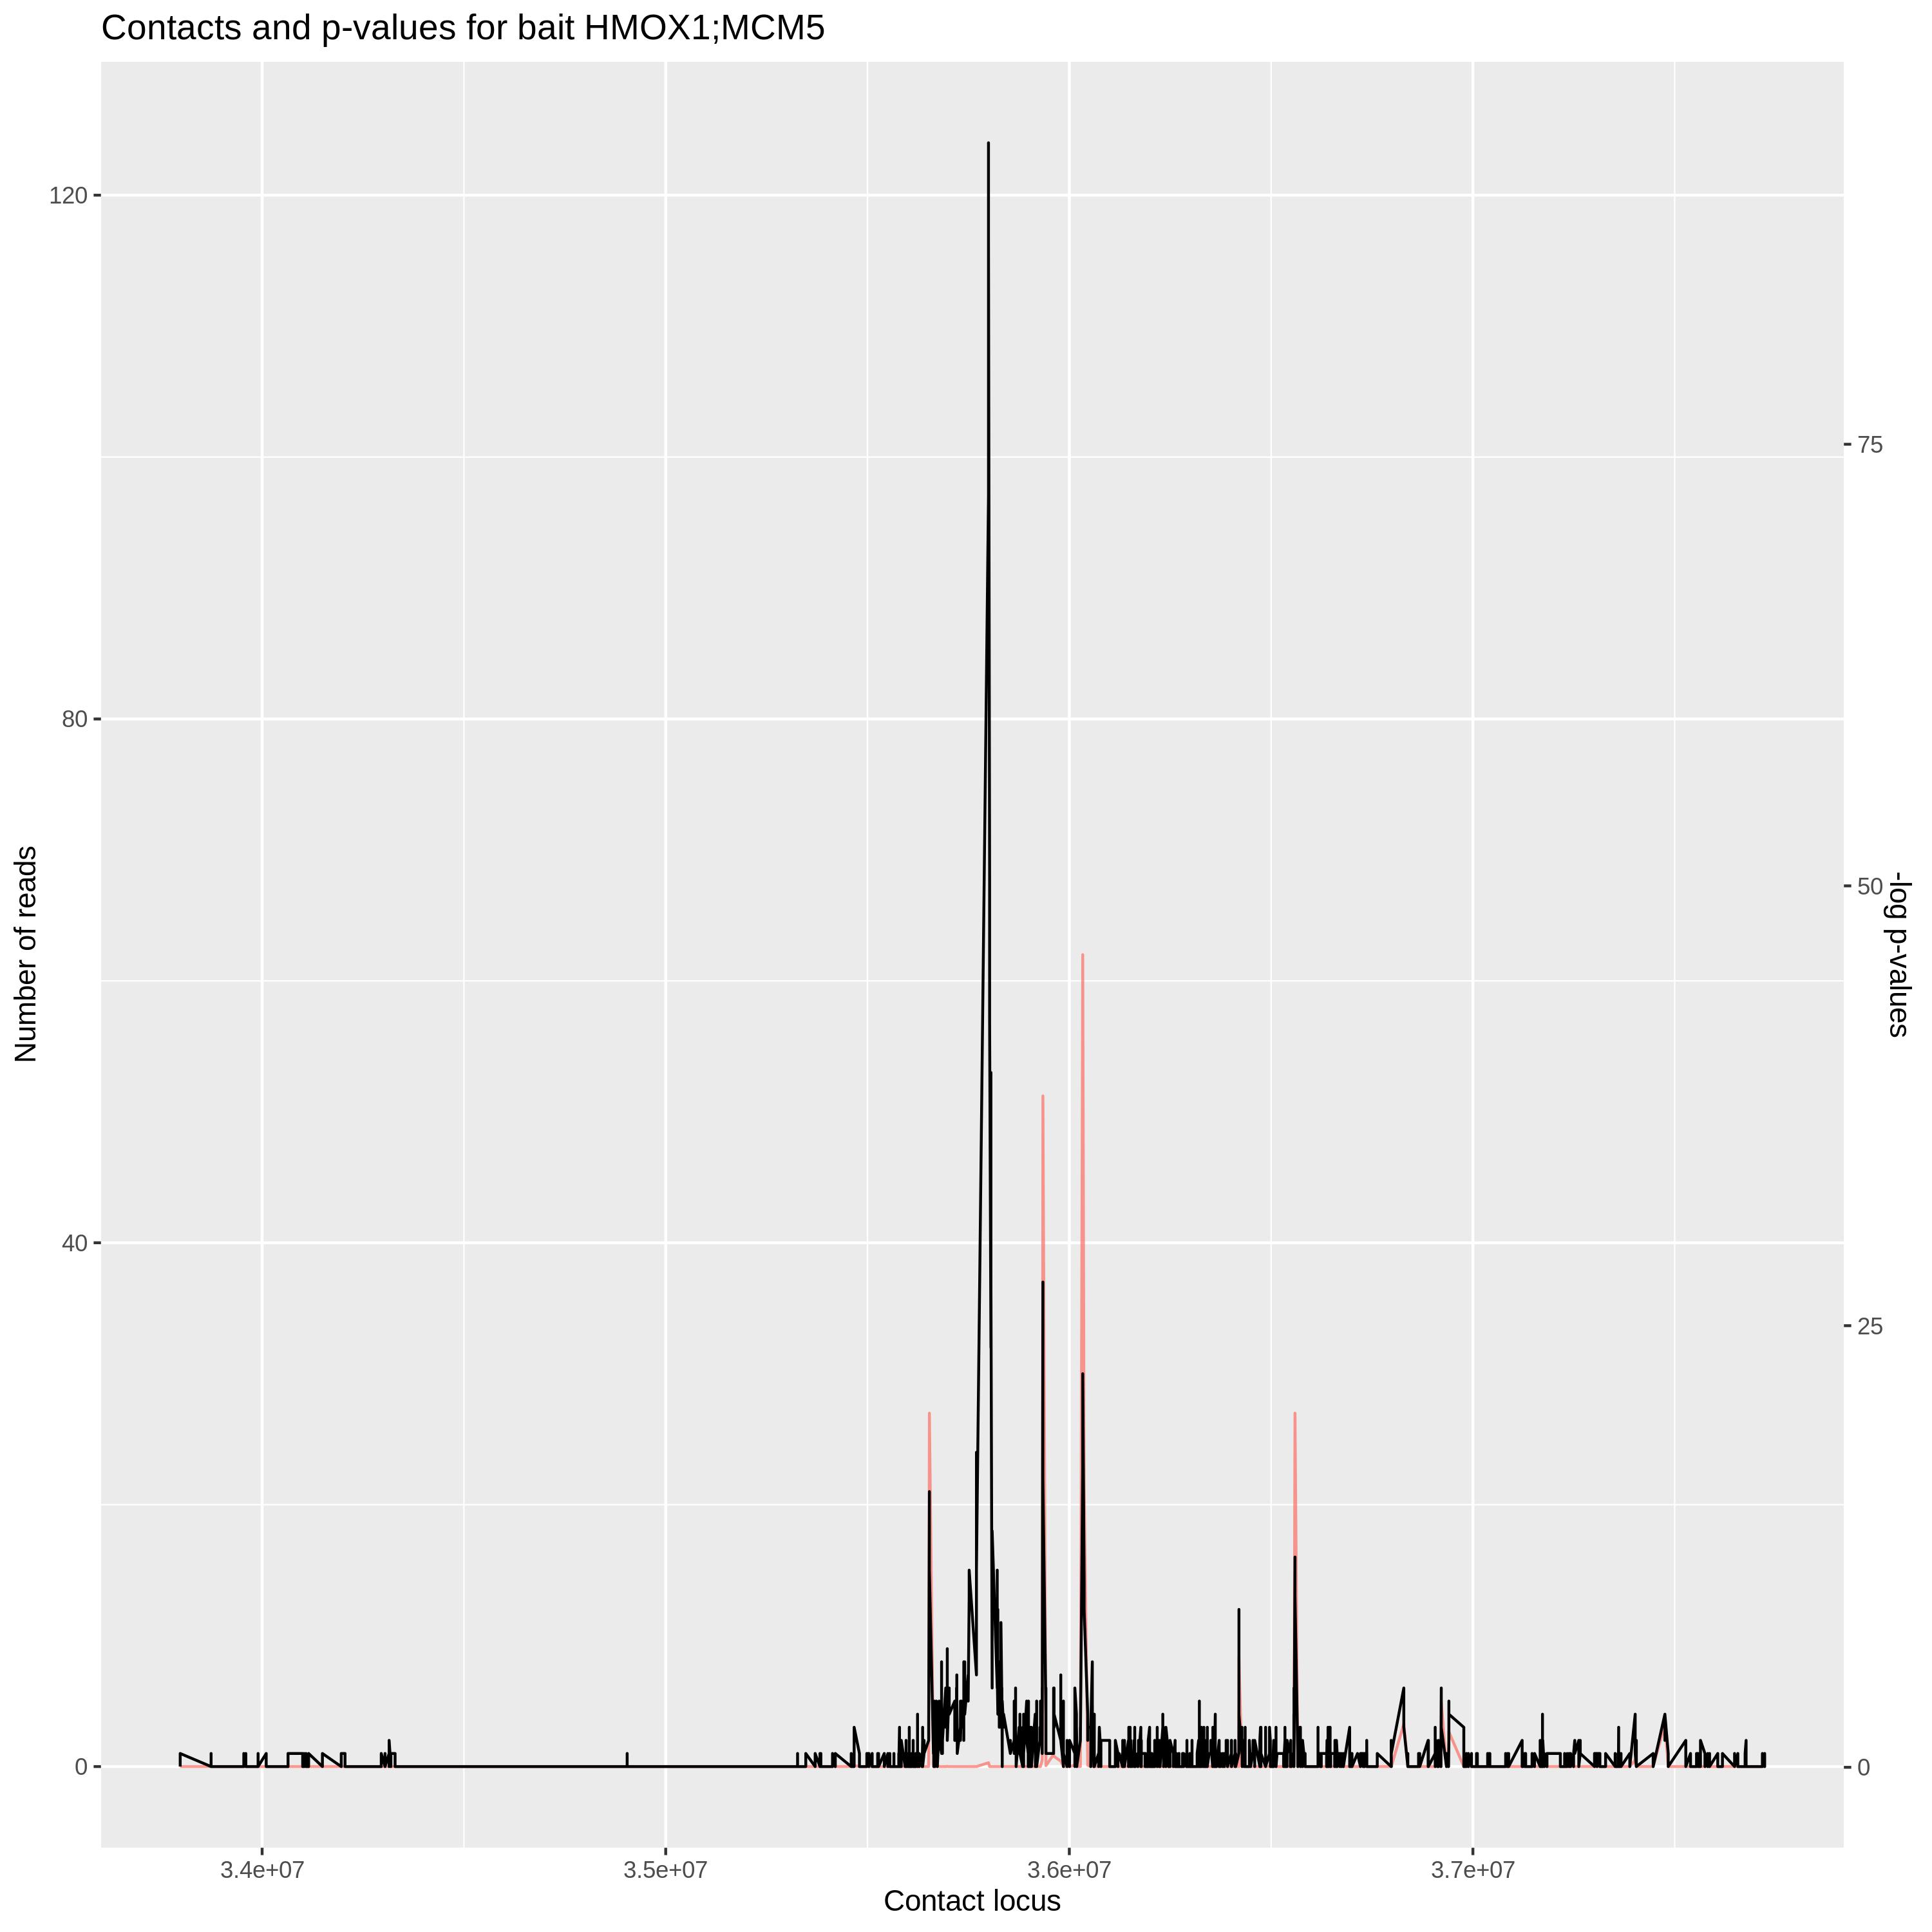 Contacts and p-values for bait HMOX1;MCM5
120
80
40
0
Number of reads
75
50
25
0
-log p-values
3.4e+07
3.5e+07
3.6e+07
3.7e+07
Contact locus